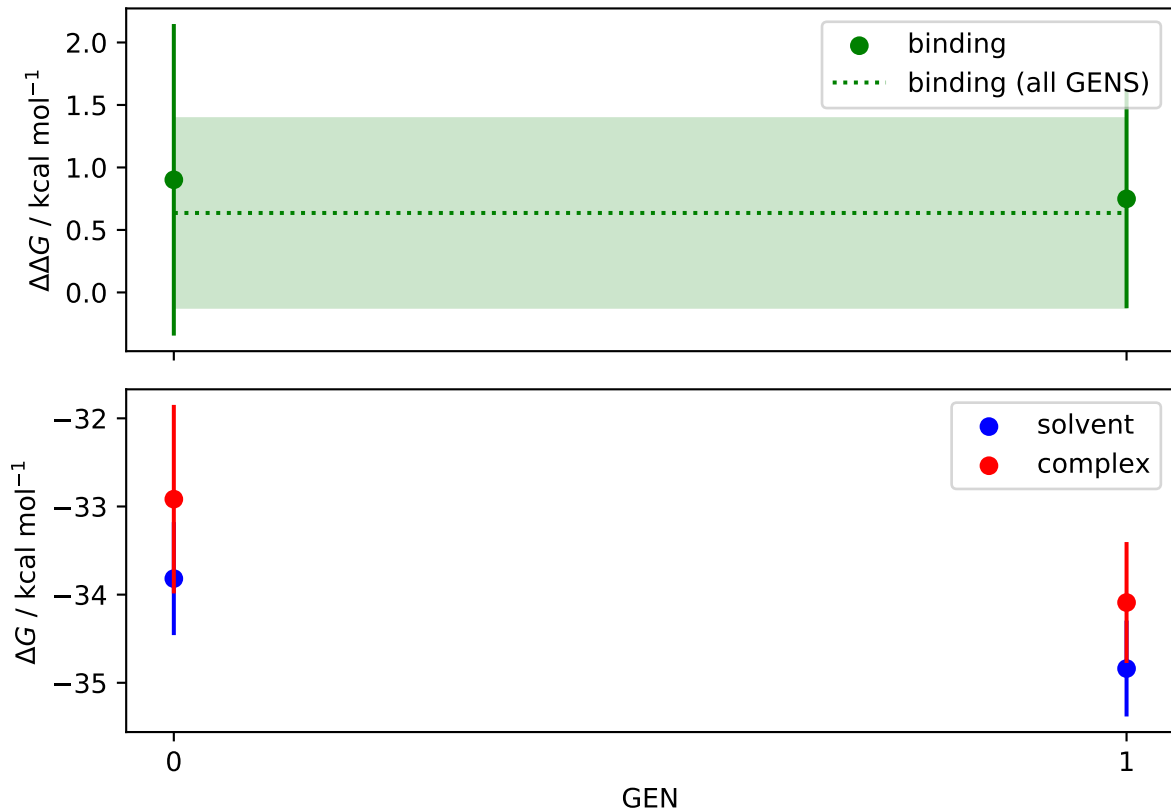 ΔΔG / kcal mol⁻¹
2.0
1.5
1.0
0.5
0.0
binding
binding (all GENS)
ΔG / kcal mol⁻¹
−32
−33
−34
−35
solvent
complex
0
1
GEN